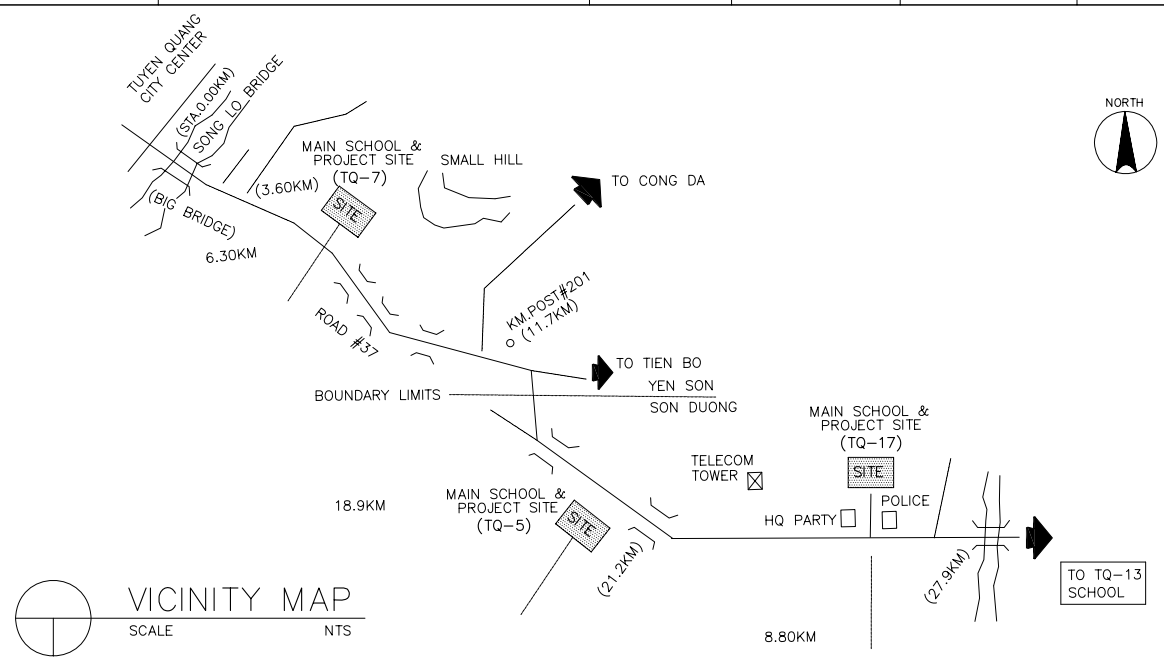 TUYEN QUANG
CITY CENTER
(STA.0.00KM)
SONG LO BRIDGE
(BIG BRIDGE)
6.30KM
(3.60KM)
MAIN SCHOOL &
PROJECT SITE
(TQ-7)
SITE
SMALL HILL
TO CONG DA
NORTH
ROAD #37
KM.POST#201
(11.7KM)
TO TIEN BO
BOUNDARY LIMITS
YEN SON
SON DUONG
MAIN SCHOOL &
PROJECT SITE
(TQ-17)
SITE
TELECOM
TOWER
HQ PARTY
POLICE
18.9KM
MAIN SCHOOL &
PROJECT SITE
(TQ-5)
SITE
(21.2KM)
(27.9KM)
TO TQ-13
SCHOOL
8.80KM
VICINITY MAP
SCALE NTS